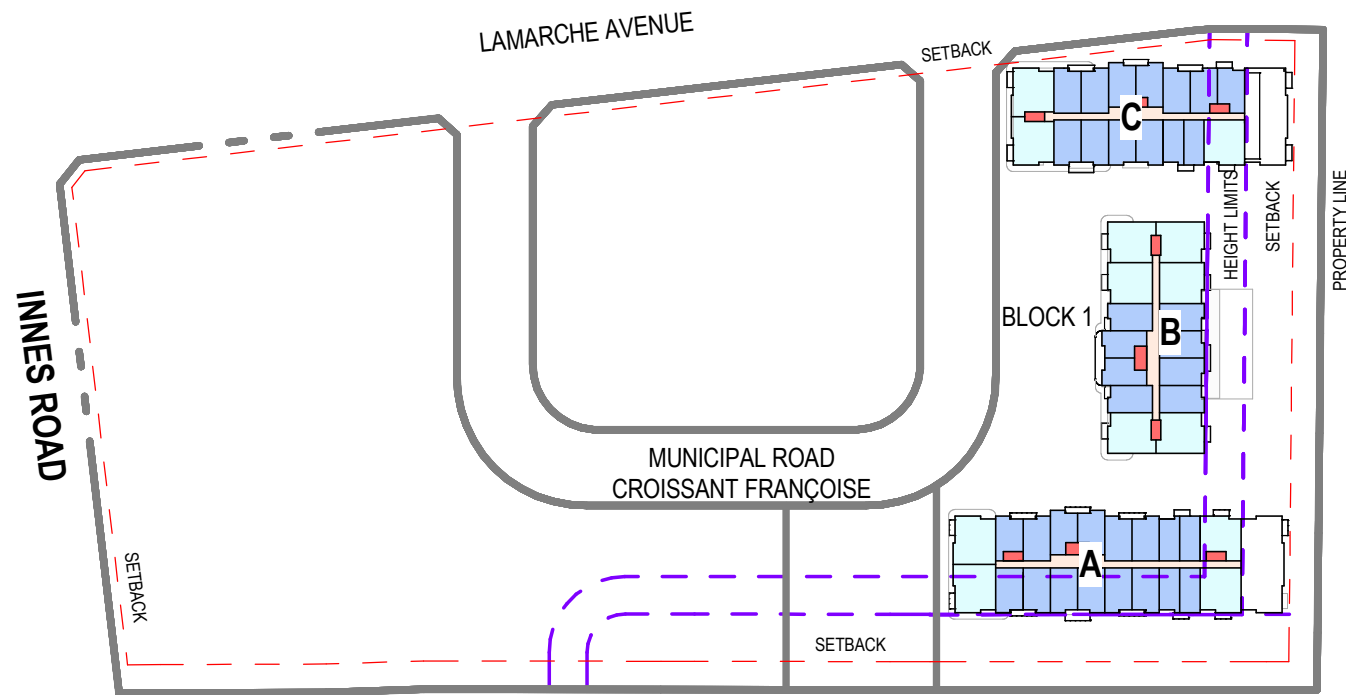 LAMARCHE AVENUE
SETBACK
C
HEIGHT LIMITS
SETBACK
PROPERTY LINE
INNES ROAD
BLOCK 1
B
MUNICIPAL ROAD
CROISSANT FRANÇOISE
A
SETBACK
SETBACK